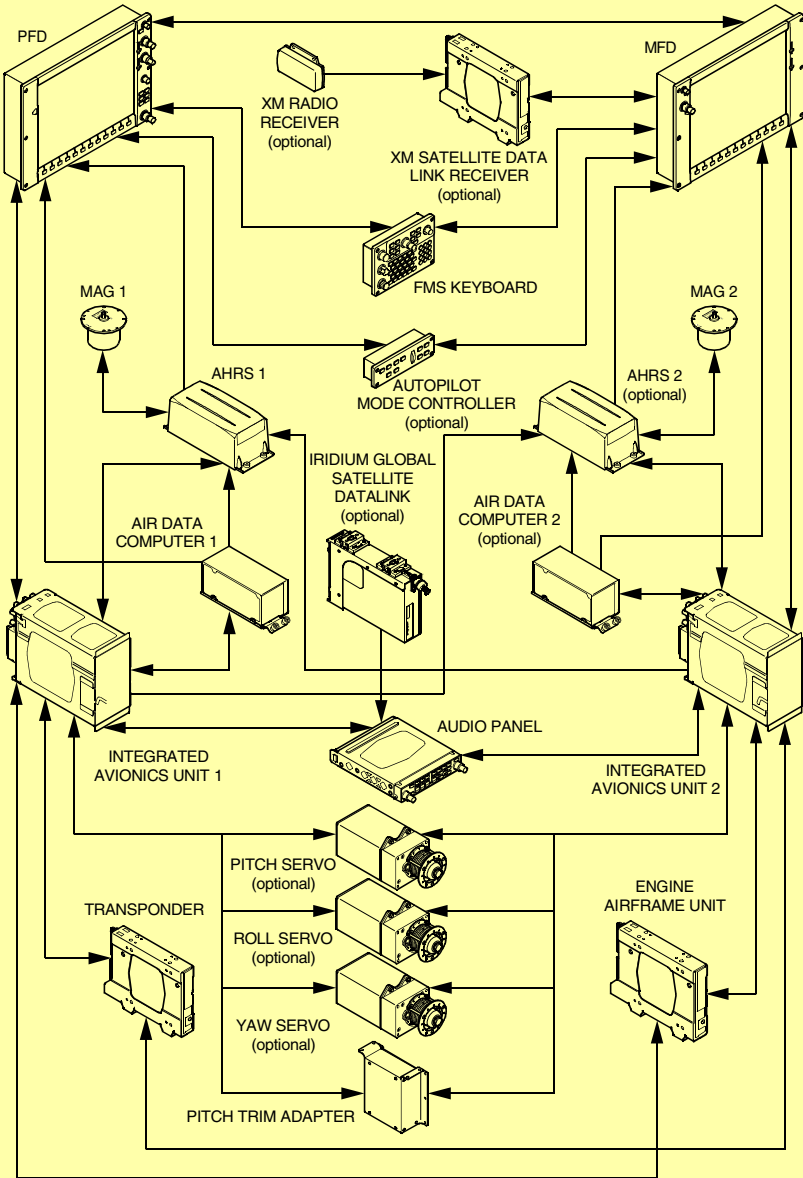 PFD
MFD
XM RADIO
RECEIVER
(optional)
XM SATELLITE DATA
LINK RECEIVER
(optional)
FMS KEYBOARD
MAG 1
MAG 2
AHRS 1
AUTOPILOT
MODE CONTROLLER
(optional)
AHRS 2
(optional)
IRIDIUM GLOBAL
SATELLITE
DATALINK
(optional)
AIR DATA
COMPUTER 1
AIR DATA
COMPUTER 2
(optional)
AUDIO PANEL
INTEGRATED
AVIONICS UNIT 1
INTEGRATED
AVIONICS UNIT 2
PITCH SERVO
(optional)
TRANSPONDER
ENGINE
AIRFRAME UNIT
ROLL SERVO
(optional)
YAW SERVO
(optional)
PITCH TRIM ADAPTER